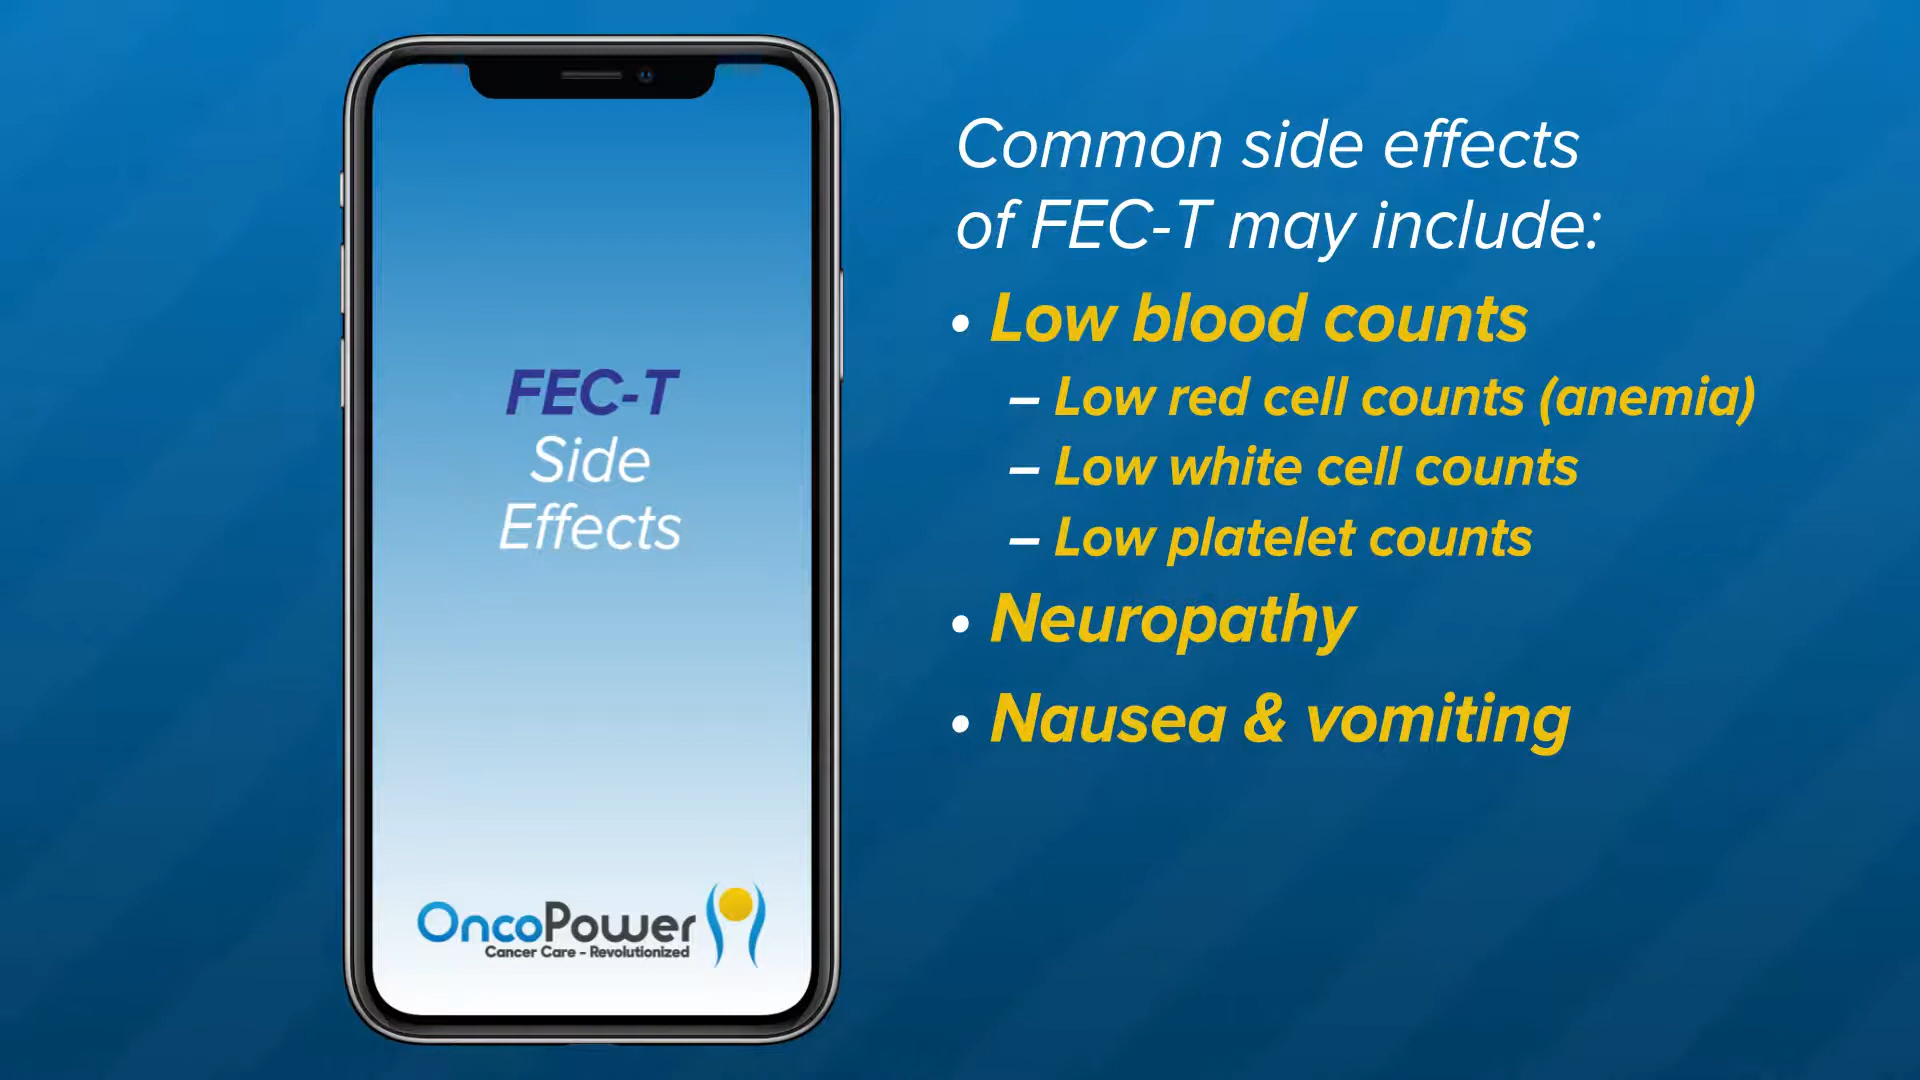 FEC-T
Side
Effects
OncoPower
Cancer Care - Revolutionized
Common side effects
of FEC-T may include:
• Low blood counts
– Low red cell counts (anemia)
– Low white cell counts
– Low platelet counts
• Neuropathy
• Nausea & vomiting